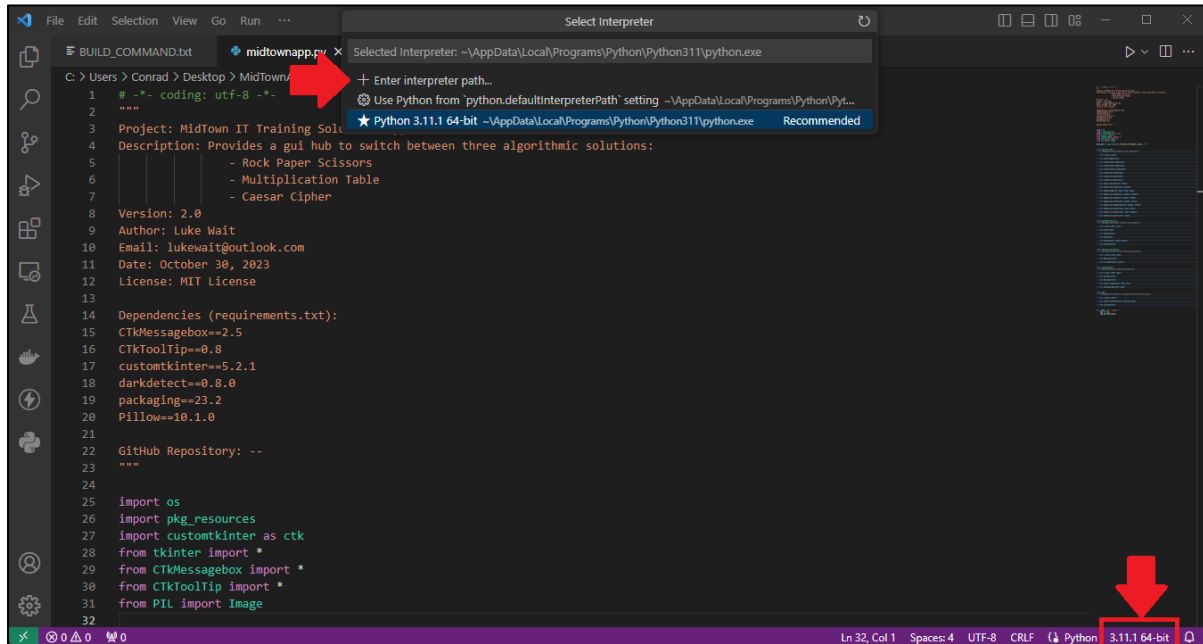 File Edit Selection View Go Run ···
Select Interpreter
BUILD_COMMAND.txt midtownapp.py
Selected Interpreter: ~\AppData\Local\Programs\Python\Python311\python.exe
Enter interpreter path...
Use Python from `python.defaultInterpreterPath` setting ~\AppData\Local\Programs\Python\Pyt...
Python 3.11.1 64-bit ~\AppData\Local\Programs\Python\Python311\python.exe Recommended
C: > Users > Conrad > Desktop > MidTownA
1 # -*- coding: utf-8 -*-
2 """
3 Project: MidTown IT Training Solu
4 Description: Provides a gui hub to switch between three algorithmic solutions:
5 - Rock Paper Scissors
6 - Multiplication Table
7 - Caesar Cipher
8 Version: 2.0
9 Author: Luke Wait
10 Email: lukewait@outlook.com
11 Date: October 30, 2023
12 License: MIT License
13
14 Dependencies (requirements.txt):
15 CTkMessagebox==2.5
16 CTkToolTip==0.8
17 customtkinter==5.2.1
18 darkdetect==0.8.0
19 packaging==23.2
20 Pillow==10.1.0
21
22 GitHub Repository: --
23 """
24
25 import os
26 import pkg_resources
27 import customtkinter as ctk
28 from tkinter import *
29 from CTkMessagebox import *
30 from CTkToolTip import *
31 from PIL import Image
32
0 0 0 Ln 32, Col 1 Spaces: 4 UTF-8 CRLF Python 3.11.1 64-bit